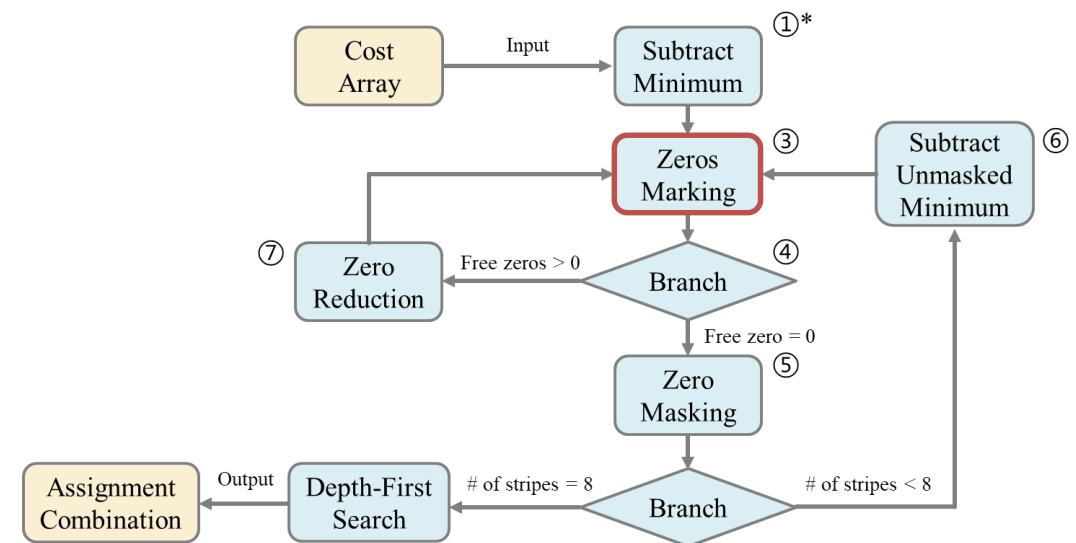 ①*
Cost
Array
Input
Subtract
Minimum
③
Zeros
Marking
⑥
Subtract
Unmasked
Minimum
⑦
Zero
Reduction
Free zeros > 0
④
Branch
Free zero = 0
⑤
Zero
Masking
Assignment
Combination
Output
Depth-First
Search
# of stripes = 8
Branch
# of stripes < 8